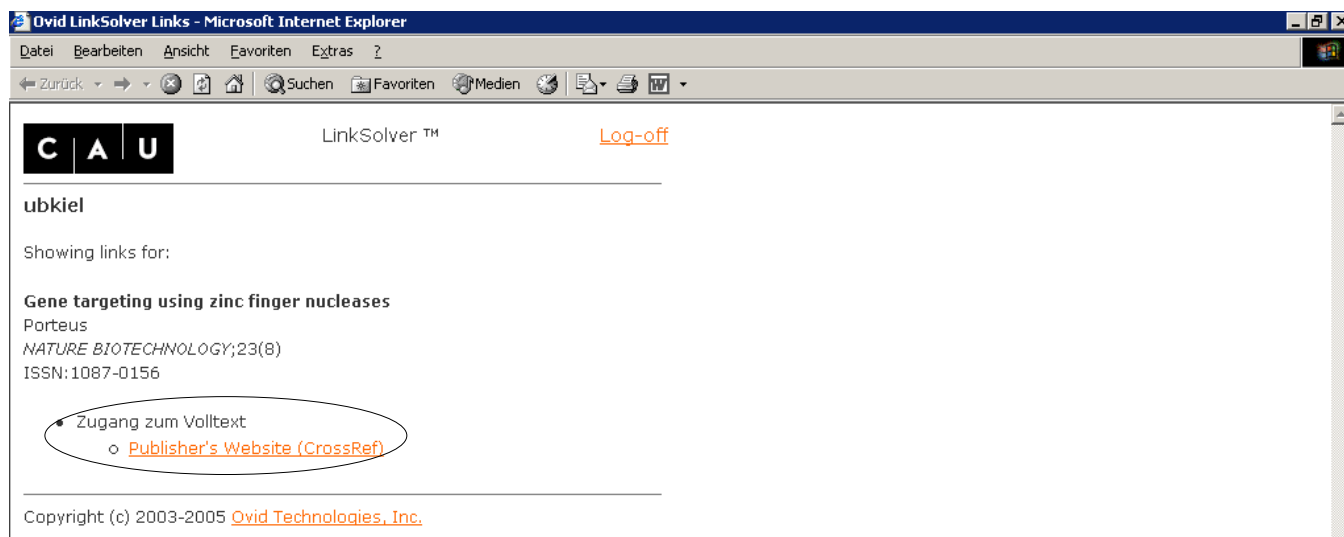 Ovid LinkSolver Links - Microsoft Internet Explorer
Datei Bearbeiten Ansicht Favoriten Extras ?
Zurück Suchen Favoriten Medien
CAU LinkSolver ™ Log-off
ubkiel
Showing links for:
Gene targeting using zinc finger nucleases
Porteus
NATURE BIOTECHNOLOGY;23(8)
ISSN:1087-0156
• Zugang zum Volltext
o Publisher's Website (CrossRef)
Copyright (c) 2003-2005 Ovid Technologies, Inc.